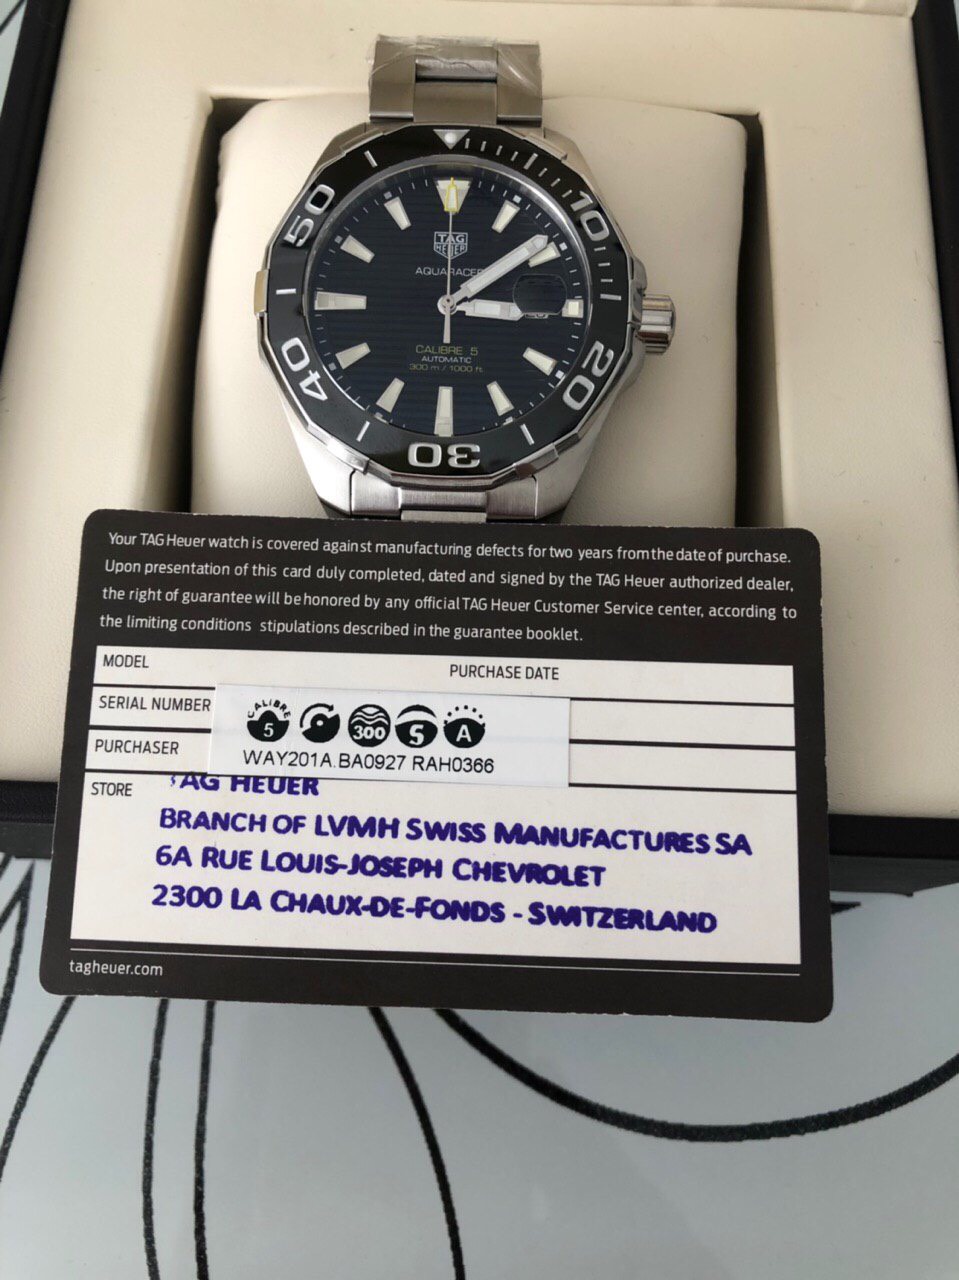 10
20
30
40
50
TAG
HEUER
AQUARACER
CALIBRE 5
AUTOMATIC
300 m / 1000 ft
Your TAG Heuer watch is covered against manufacturing defects for two years from the date of purchase.
Upon presentation of this card duly completed, dated and signed by the TAG Heuer authorized dealer,
the right of guarantee will be honored by any official TAG Heuer Customer Service center, according to
the limiting conditions stipulations described in the guarantee booklet.
MODEL PURCHASE DATE
SERIAL NUMBER
CALIBRE 5 300 S A
PURCHASER
WAY201A.BA0927 RAH0366
STORE
TAG HEUER
BRANCH OF LVMH SWISS MANUFACTURES SA
6A RUE LOUIS-JOSEPH CHEVROLET
2300 LA CHAUX-DE-FONDS - SWITZERLAND
tagheuer.com